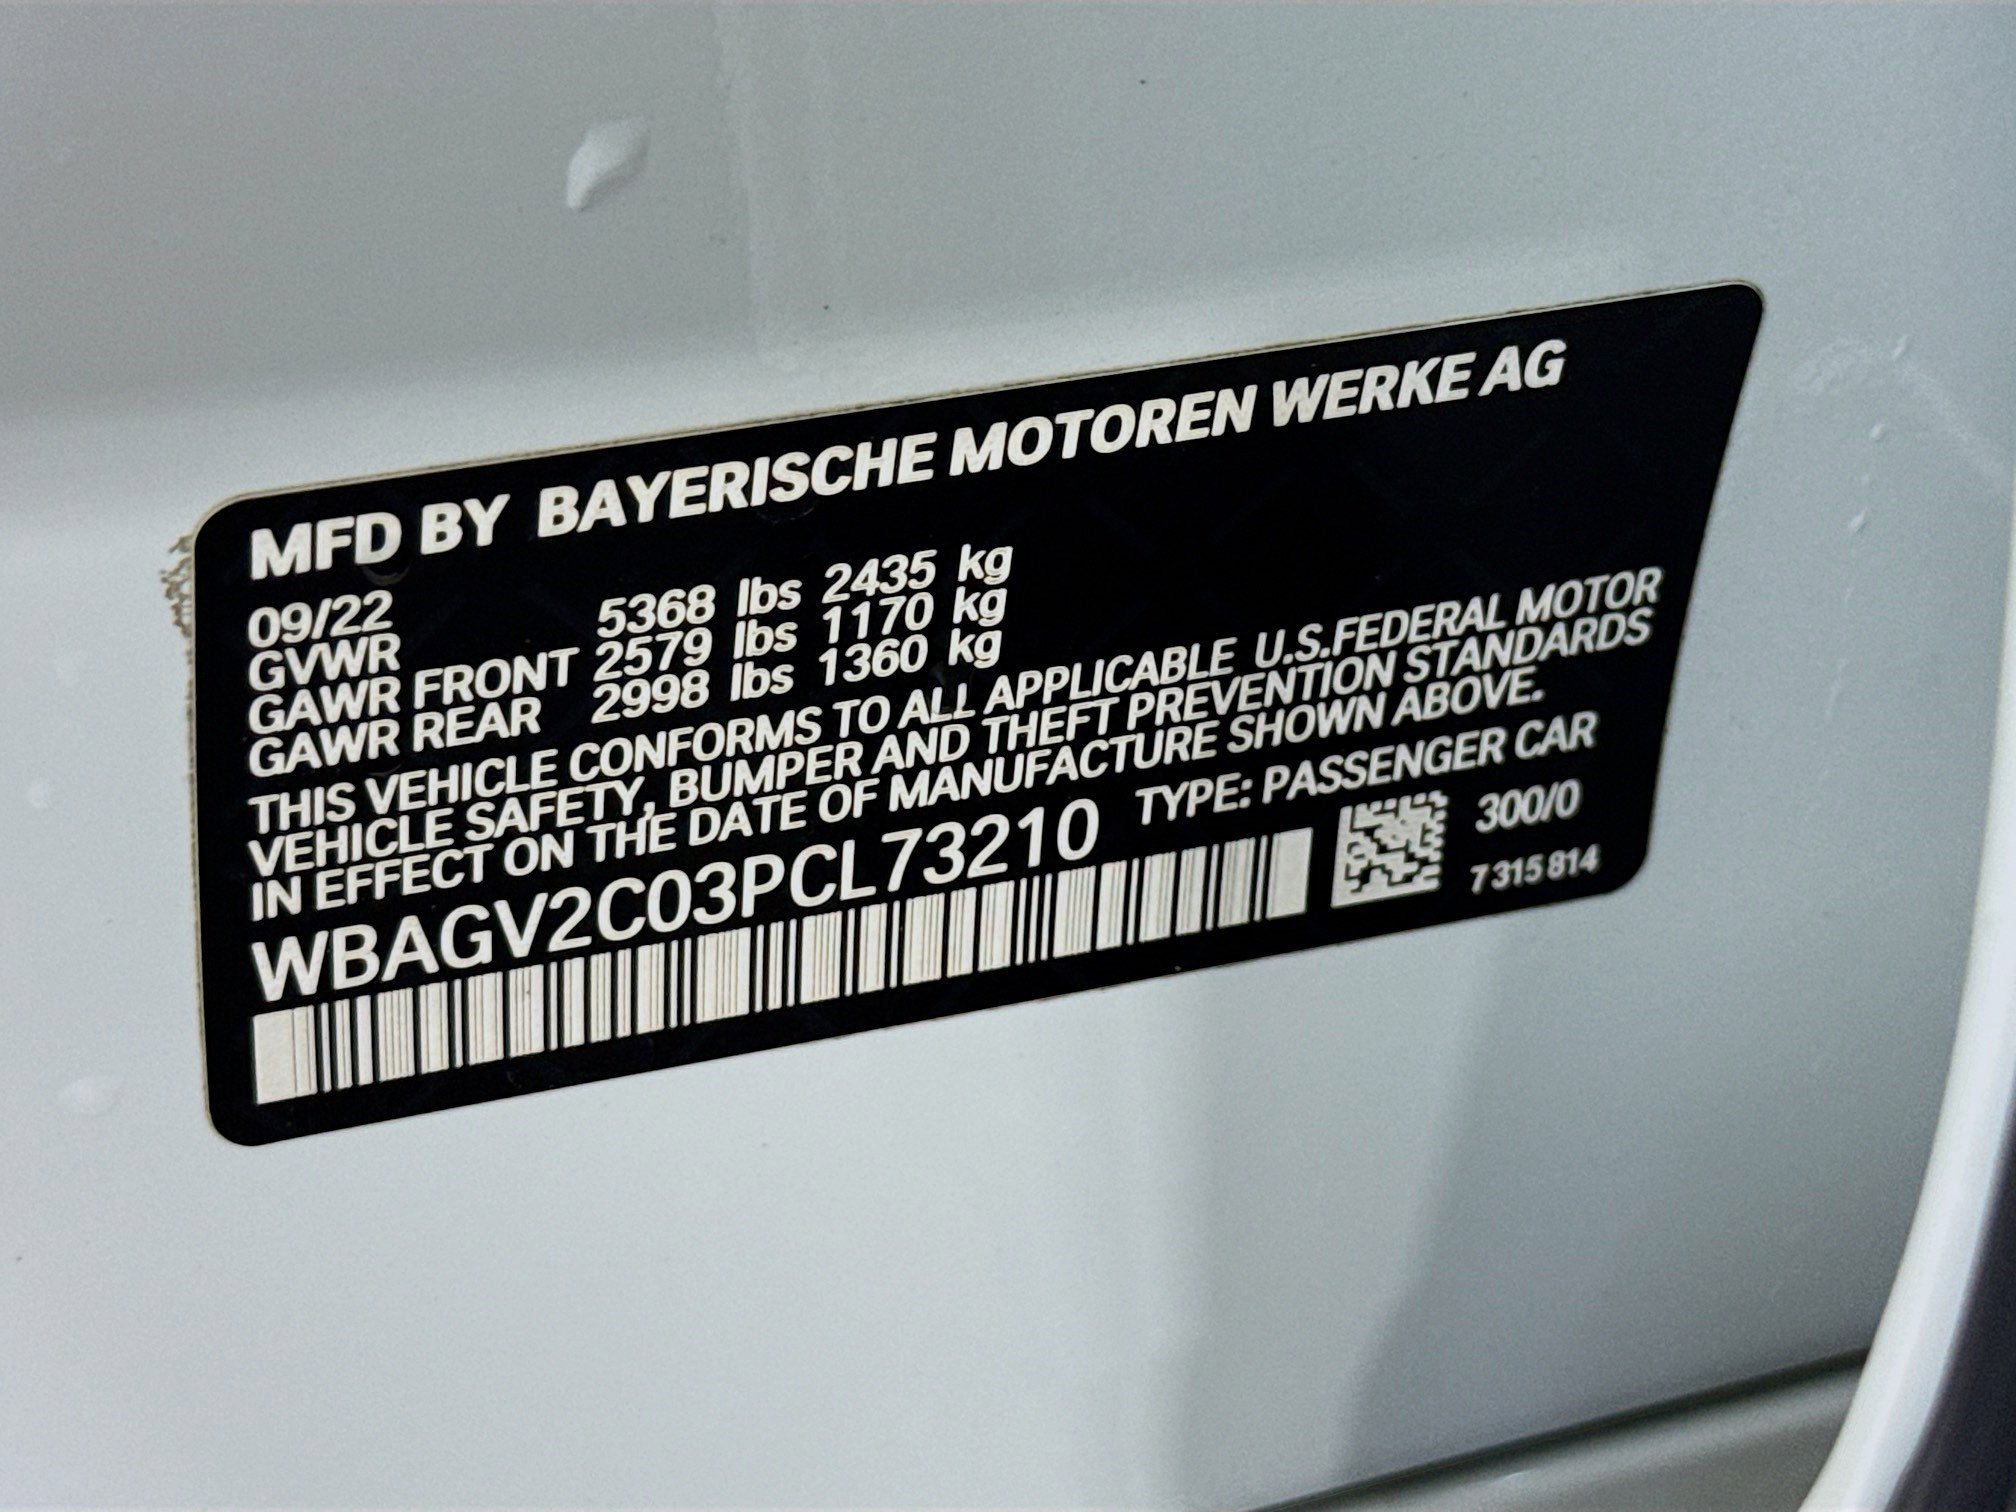 MFD BY BAYERISCHE MOTOREN WERKE AG
09/22
GVWR 5368 lbs 2435 kg
GAWR FRONT 2579 lbs 1170 kg
GAWR REAR 2998 lbs 1360 kg
THIS VEHICLE CONFORMS TO ALL APPLICABLE U.S.FEDERAL MOTOR
VEHICLE SAFETY, BUMPER AND THEFT PREVENTION STANDARDS
IN EFFECT ON THE DATE OF MANUFACTURE SHOWN ABOVE.
WBAGV2C03PCL73210 TYPE: PASSENGER CAR
300/0
7 315 814